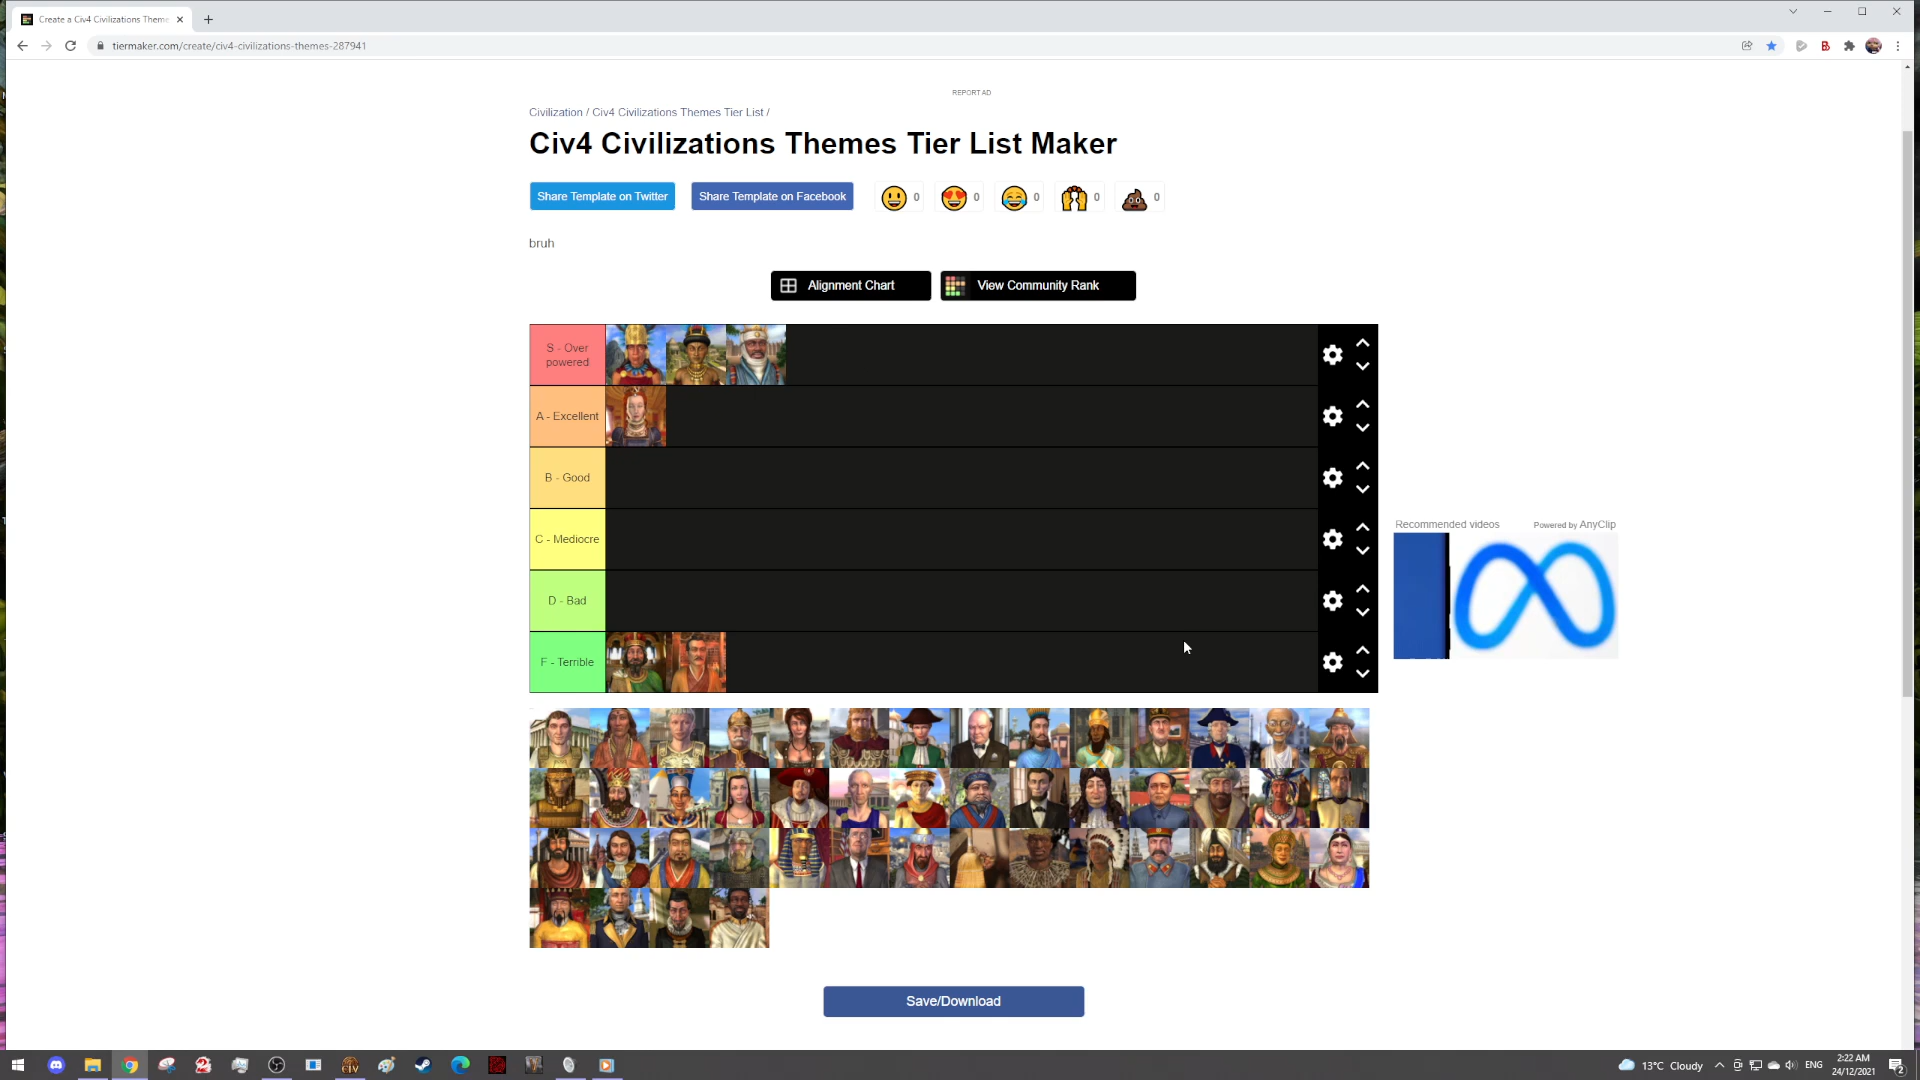 Create a Civ4 Civilizations Theme
tiermaker.com/create/civ4-civilizations-themes-287941
REPORT AD
Civilization / Civ4 Civilizations Themes Tier List /
Civ4 Civilizations Themes Tier List Maker
Share Template on Twitter
Share Template on Facebook
0
0
0
0
0
bruh
Alignment Chart
View Community Rank
S - Over
powered
A - Excellent
B - Good
C - Mediocre
D - Bad
F - Terrible
Recommended videos
Powered by AnyClip
Save/Download
13°C Cloudy
ENG
2:22 AM
24/12/2021
2